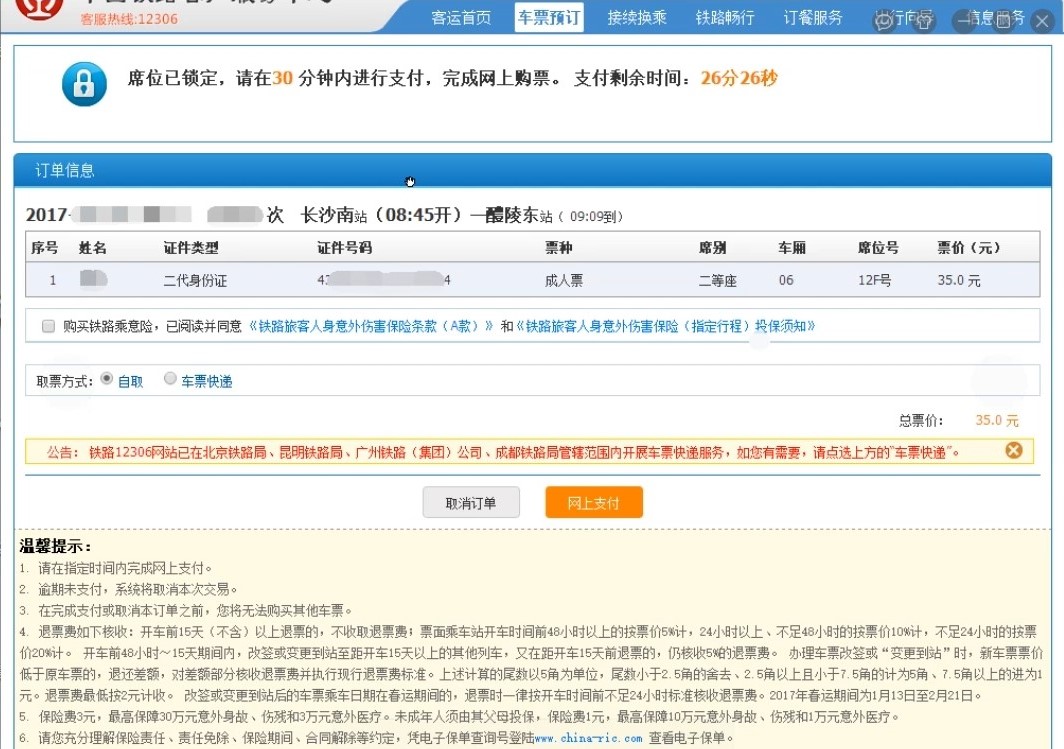 客服热线:12306
客运首页 车票预订 接续换乘 铁路畅行 订餐服务 信息服务
席位已锁定，请在30 分钟内进行支付，完成网上购票。 支付剩余时间：26分26秒
订单信息
2017- 次 长沙南站（08:45开）—醴陵东站（ 09:09到）
序号 姓名 证件类型 证件号码 票种 席别 车厢 席位号 票价（元）
1 二代身份证 4 4 成人票 二等座 06 12F号 35.0 元
购买铁路乘意险，已阅读并同意《铁路旅客人身意外伤害保险条款（A款）》 和《铁路旅客人身意外伤害保险（指定行程）投保须知》
取票方式： 自取 车票快递
总票价： 35.0 元
公告： 铁路12306网站已在北京铁路局、昆明铁路局、广州铁路（集团）公司、成都铁路局管辖范围内开展车票快递服务，如您有需要，请点选上方的"车票快递"。
取消订单 网上支付
温馨提示：
1. 请在指定时间内完成网上支付。
2. 逾期未支付，系统将取消本次交易。
3. 在完成支付或取消本订单之前，您将无法购买其他车票。
4. 退票费如下核收：开车前15天（不含）以上退票的，不收取退票费；票面乘车站开车时间前48小时以上的按票价5%计，24小时以上、不足48小时的按票价10%计，不足24小时的按票
价20%计。 开车前48小时～15天期间内，改签或变更到站至距开车15天以上的其他列车，又在距开车15天前退票的，仍核收5%的退票费。 办理车票改签或“变更到站”时，新车票票价
低于原车票的，退还差额，对差额部分核收退票费并执行现行退票费标准。上述计算的尾数以5角为单位，尾数小于2.5角的舍去、2.5角以上且小于7.5角的计为5角、7.5角以上的进为1
元。退票费最低按2元计收。 改签或变更到站后的车票乘车日期在春运期间的，退票时一律按开车时间前不足24小时标准核收退票费。2017年春运期间为1月13日至2月21日。
5. 保险费3元，最高保障30万元意外身故、伤残和3万元意外医疗。未成年人须由其父母投保，保险费1元，最高保障10万元意外身故、伤残和1万元意外医疗。
6. 请您充分理解保险责任、责任免除、保险期间、合同解除等约定，凭电子保单查询号登陆www.china-ric.com 查看电子保单。